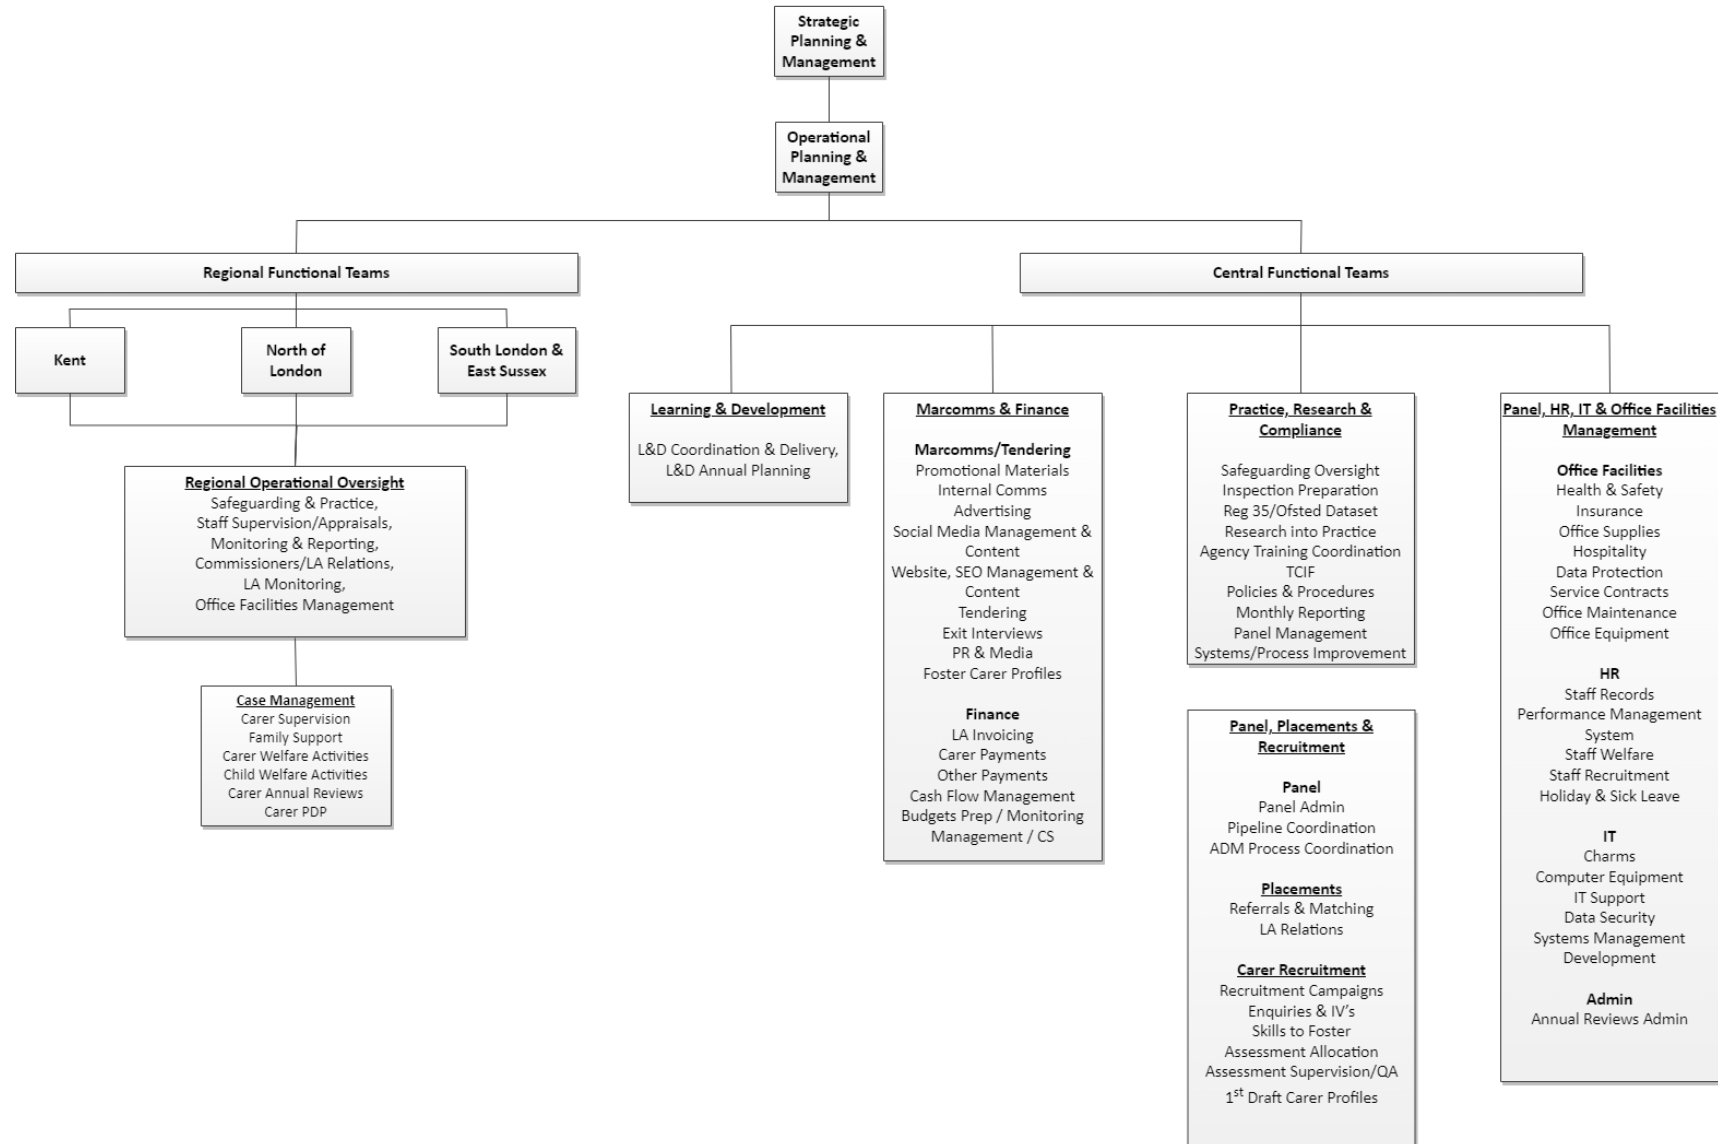 Strategic
Planning &
Management
Operational
Planning &
Management
Regional Functional Teams
Central Functional Teams
Kent
North of
London
South London &
East Sussex
Regional Operational Oversight
Safeguarding & Practice,
Staff Supervision/Appraisals,
Monitoring & Reporting,
Commissioners/LA Relations,
LA Monitoring,
Office Facilities Management
Case Management
Carer Supervision
Family Support
Carer Welfare Activities
Child Welfare Activities
Carer Annual Reviews
Carer PDP
Learning & Development
L&D Coordination & Delivery,
L&D Annual Planning
Marcomms & Finance
Marcomms/Tendering
Promotional Materials
Internal Comms
Advertising
Social Media Management &
Content
Website, SEO Management &
Content
Tendering
Exit Interviews
PR & Media
Foster Carer Profiles
Finance
LA Invoicing
Carer Payments
Other Payments
Cash Flow Management
Budgets Prep / Monitoring
Management / CS
Practice, Research &
Compliance
Safeguarding Oversight
Inspection Preparation
Reg 35/Ofsted Dataset
Research into Practice
Agency Training Coordination
TCIF
Policies & Procedures
Monthly Reporting
Panel Management
Systems/Process Improvement
Panel, Placements &
Recruitment
Panel
Panel Admin
Pipeline Coordination
ADM Process Coordination
Placements
Referrals & Matching
LA Relations
Carer Recruitment
Recruitment Campaigns
Enquiries & IV's
Skills to Foster
Assessment Allocation
Assessment Supervision/QA
1st Draft Carer Profiles
Panel, HR, IT & Office Facilities
Management
Office Facilities
Health & Safety
Insurance
Office Supplies
Hospitality
Data Protection
Service Contracts
Office Maintenance
Office Equipment
HR
Staff Records
Performance Management
System
Staff Welfare
Staff Recruitment
Holiday & Sick Leave
IT
Charms
Computer Equipment
IT Support
Data Security
Systems Management
Development
Admin
Annual Reviews Admin